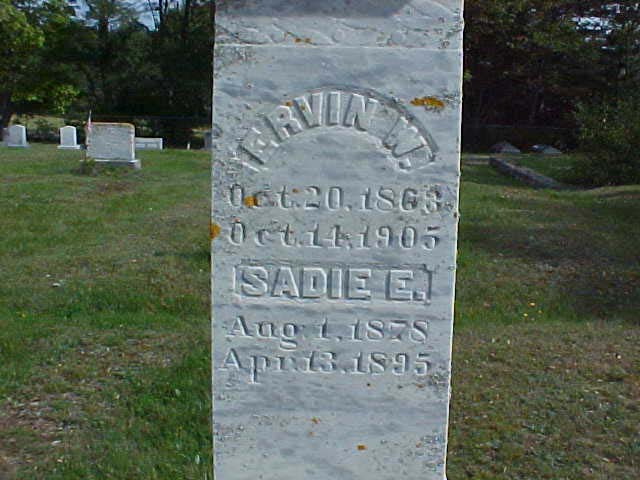 ERVIN W.
Oct. 20, 1863
Oct. 14, 1905
SADIE E.
Aug 1, 1878
Apr. 13, 1895